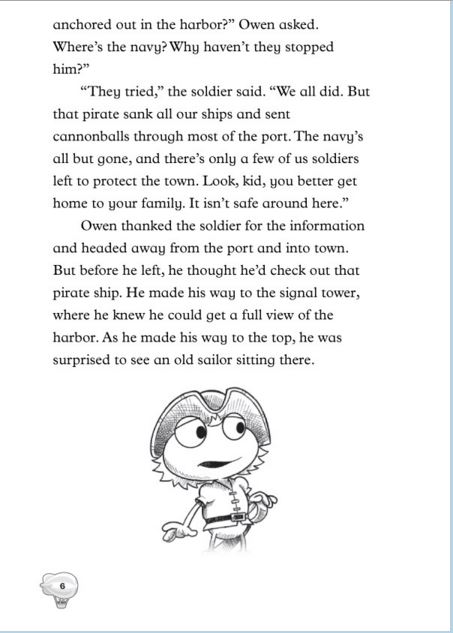 anchored out in the harbor?” Owen asked.
Where’s the navy? Why haven’t they stopped
him?”
“They tried,” the soldier said. “We all did. But
that pirate sank all our ships and sent
cannonballs through most of the port. The navy’s
all but gone, and there’s only a few of us soldiers
left to protect the town. Look, kid, you better get
home to your family. It isn’t safe around here.”
Owen thanked the soldier for the information
and headed away from the port and into town.
But before he left, he thought he’d check out that
pirate ship. He made his way to the signal tower,
where he knew he could get a full view of the
harbor. As he made his way to the top, he was
surprised to see an old sailor sitting there.
6